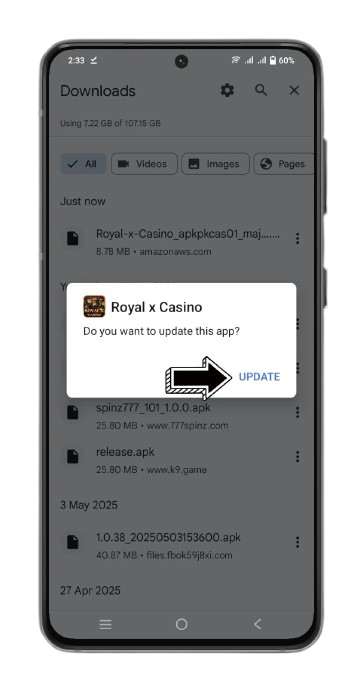 2:33
60%
Downloads
Using 7.22 GB of 107.15 GB
All
Videos
Images
Pages
Just now
Royal-x-Casino_apkpkcas01_maj.......
8.78 MB • amazonaws.com
Royal x Casino
Do you want to update this app?
UPDATE
spinz777_101_1.0.0.apk
25.80 MB • www.777spinz.com
release.apk
25.80 MB • www.k9.game
3 May 2025
1.0.38_20250503153600.apk
40.87 MB • files.fbok59j8xi.com
27 Apr 2025